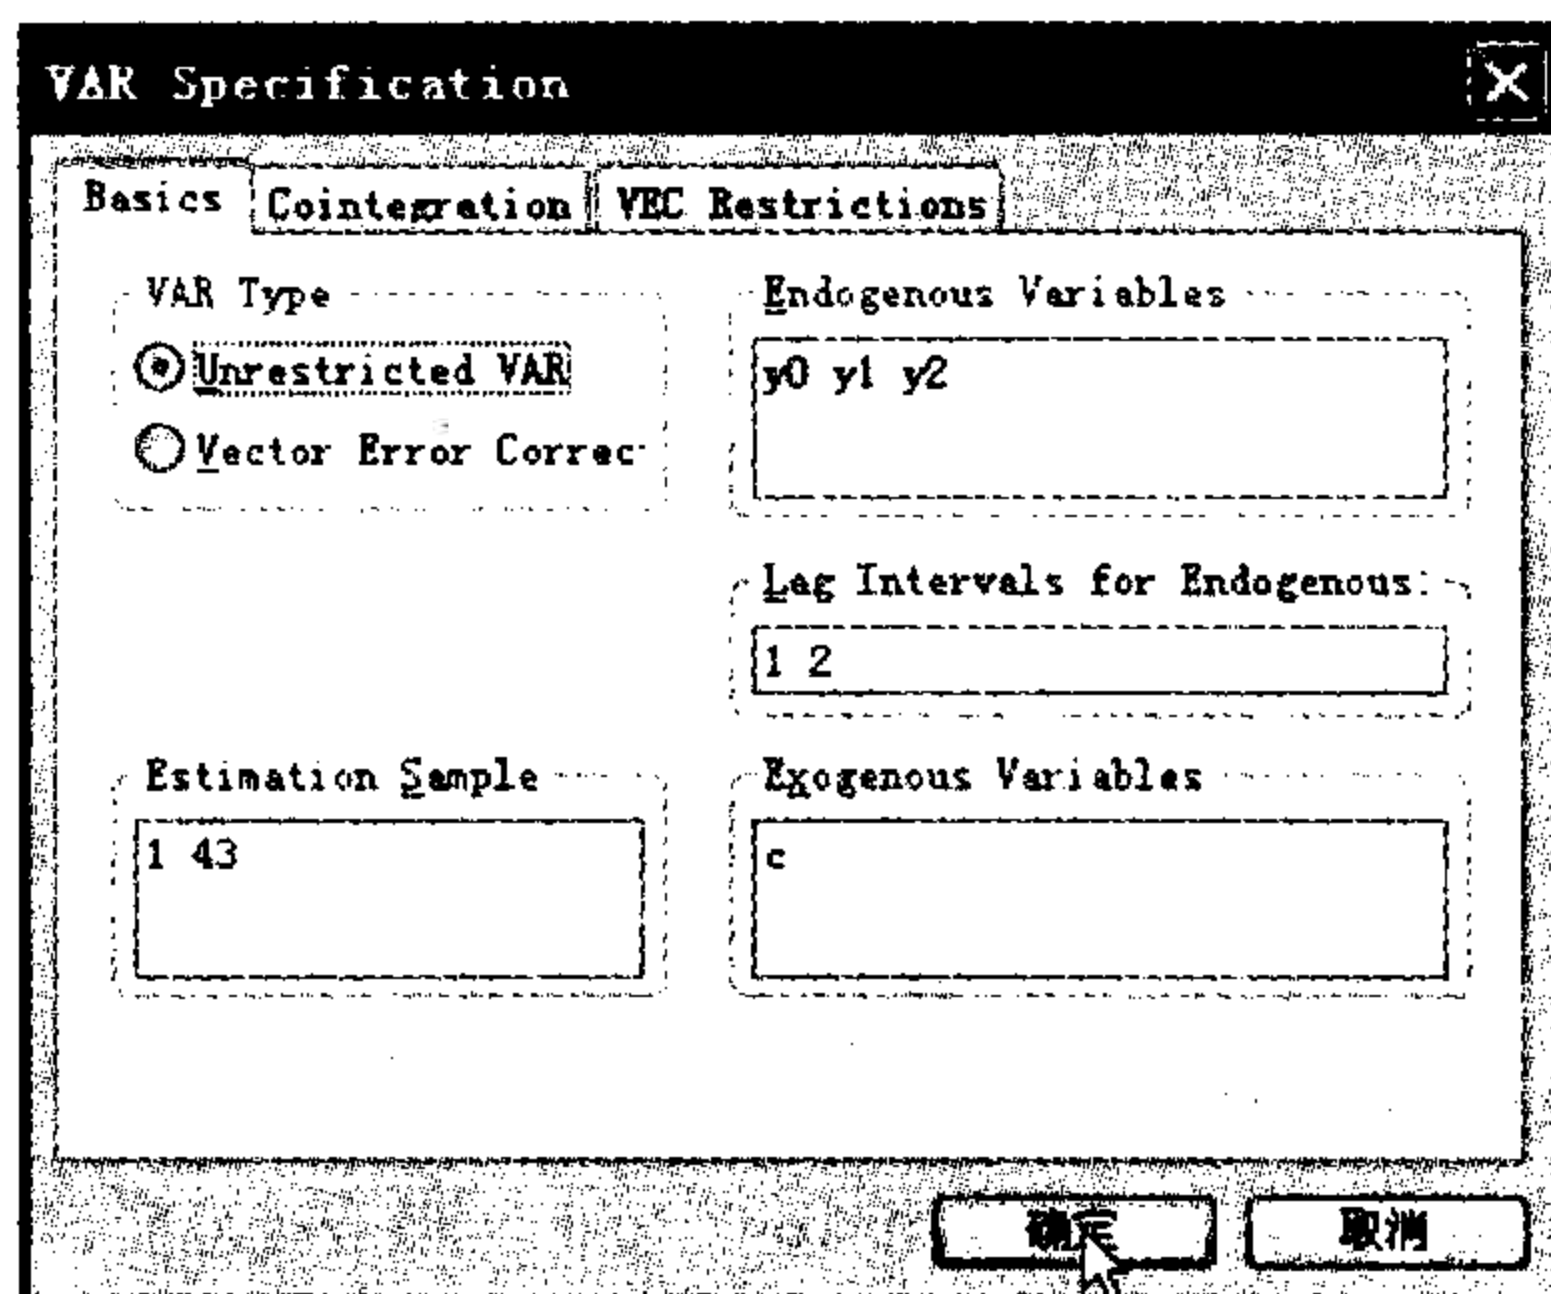 VAR Specification
Basics Cointegration VEC Restrictions
VAR Type
Unrestricted VAR
Vector Error Correc
Endogenous Variables
y0 y1 y2
Lag Intervals for Endogenous:
1 2
Estimation Sample
1 43
Exogenous Variables
c
确定 取消